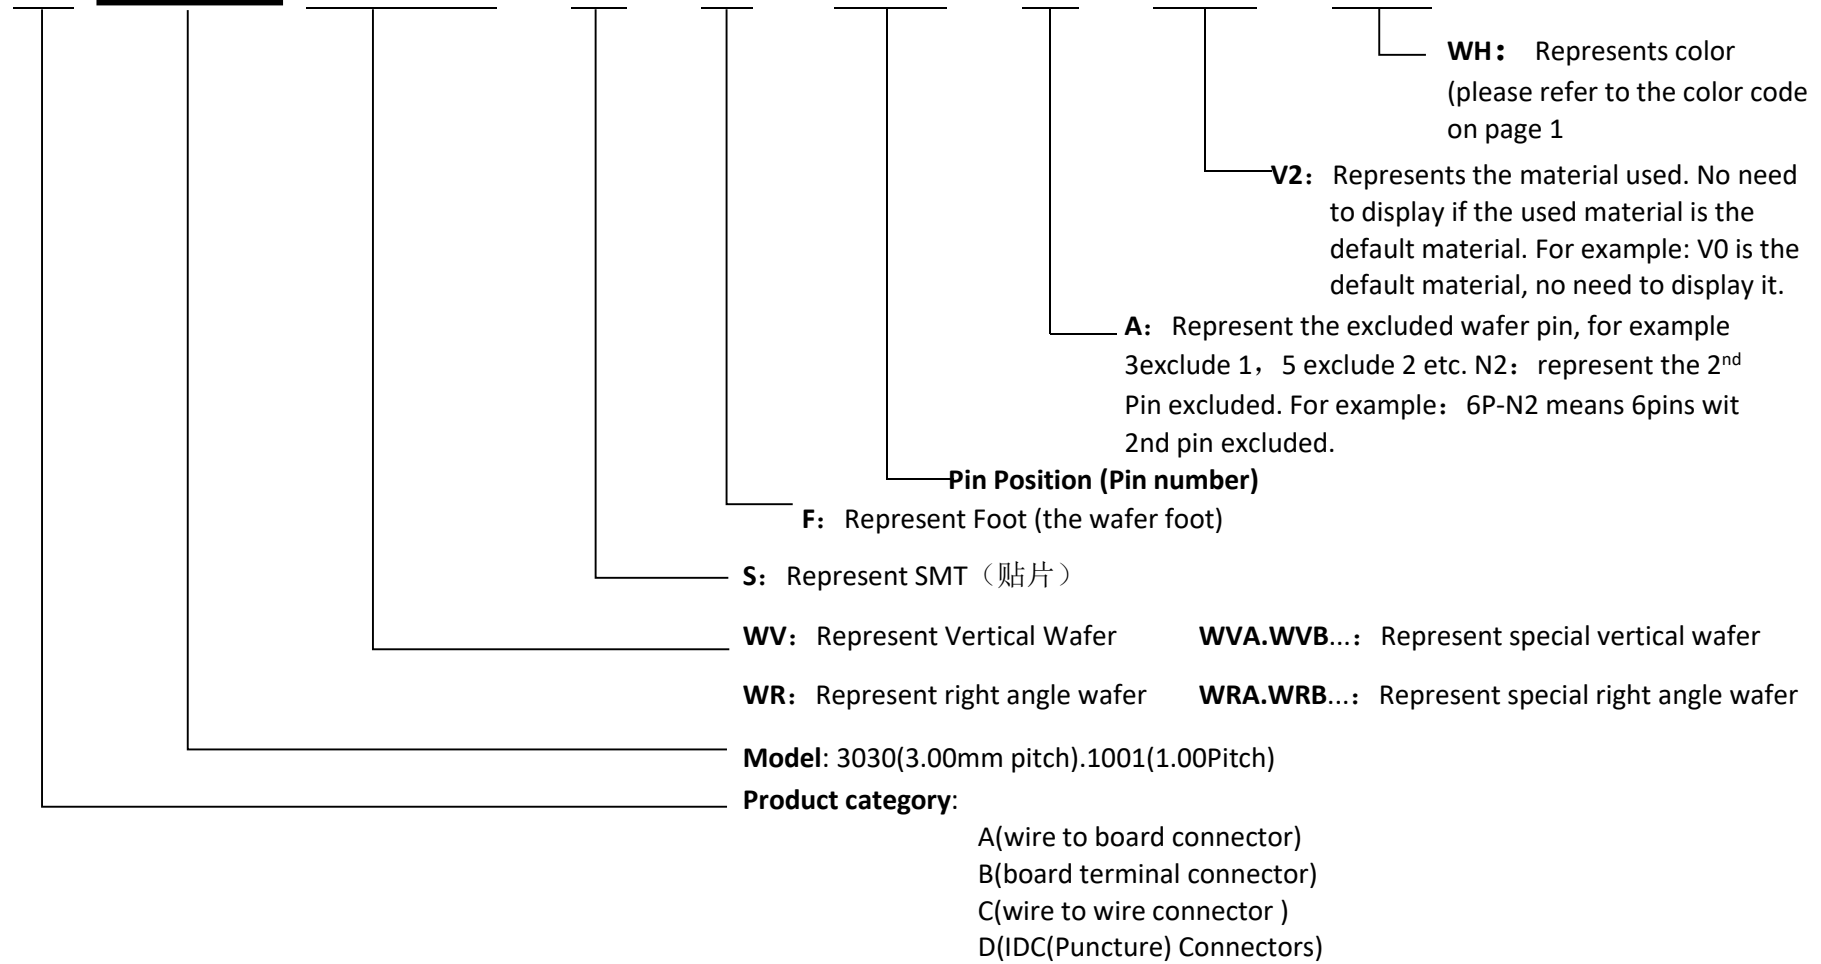 WH： Represents color
(please refer to the color code
on page 1
V2： Represents the material used. No need
to display if the used material is the
default material. For example: V0 is the
default material, no need to display it.
A： Represent the excluded wafer pin, for example
3exclude 1，5 exclude 2 etc. N2：represent the 2nd
Pin excluded. For example：6P-N2 means 6pins wit
2nd pin excluded.
Pin Position (Pin number)
F： Represent Foot (the wafer foot)
S： Represent SMT（贴片）
WV： Represent Vertical Wafer WVA.WVB...： Represent special vertical wafer
WR： Represent right angle wafer WRA.WRB...： Represent special right angle wafer
Model: 3030(3.00mm pitch).1001(1.00Pitch)
Product category:
A(wire to board connector)
B(board terminal connector)
C(wire to wire connector )
D(IDC(Puncture) Connectors)